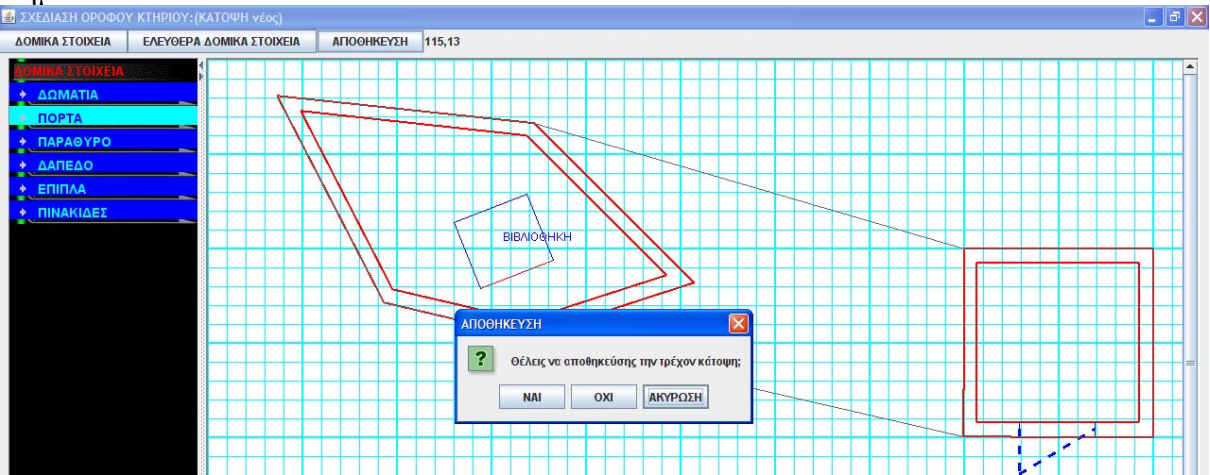 ΣΧΕΔΙΑΣΗ ΟΡΟΦΟΥ ΚΤΗΡΙΟΥ:(ΚΑΤΟΨΗ νέος)
ΔΟΜΙΚΑ ΣΤΟΙΧΕΙΑ ΕΛΕΥΘΕΡΑ ΔΟΜΙΚΑ ΣΤΟΙΧΕΙΑ ΑΠΟΘΗΚΕΥΣΗ 115,13
ΔΟΜΙΚΑ ΣΤΟΙΧΕΙΑ
ΔΩΜΑΤΙΑ
ΠΟΡΤΑ
ΠΑΡΑΘΥΡΟ
ΔΑΠΕΔΟ
ΕΠΙΠΛΑ
ΠΙΝΑΚΙΔΕΣ
ΒΙΒΛΙΟΘΗΚΗ
ΑΠΟΘΗΚΕΥΣΗ
Θέλεις να αποθηκεύσης την τρέχον κάτοψη;
ΝΑΙ ΟΧΙ ΑΚΥΡΩΣΗ